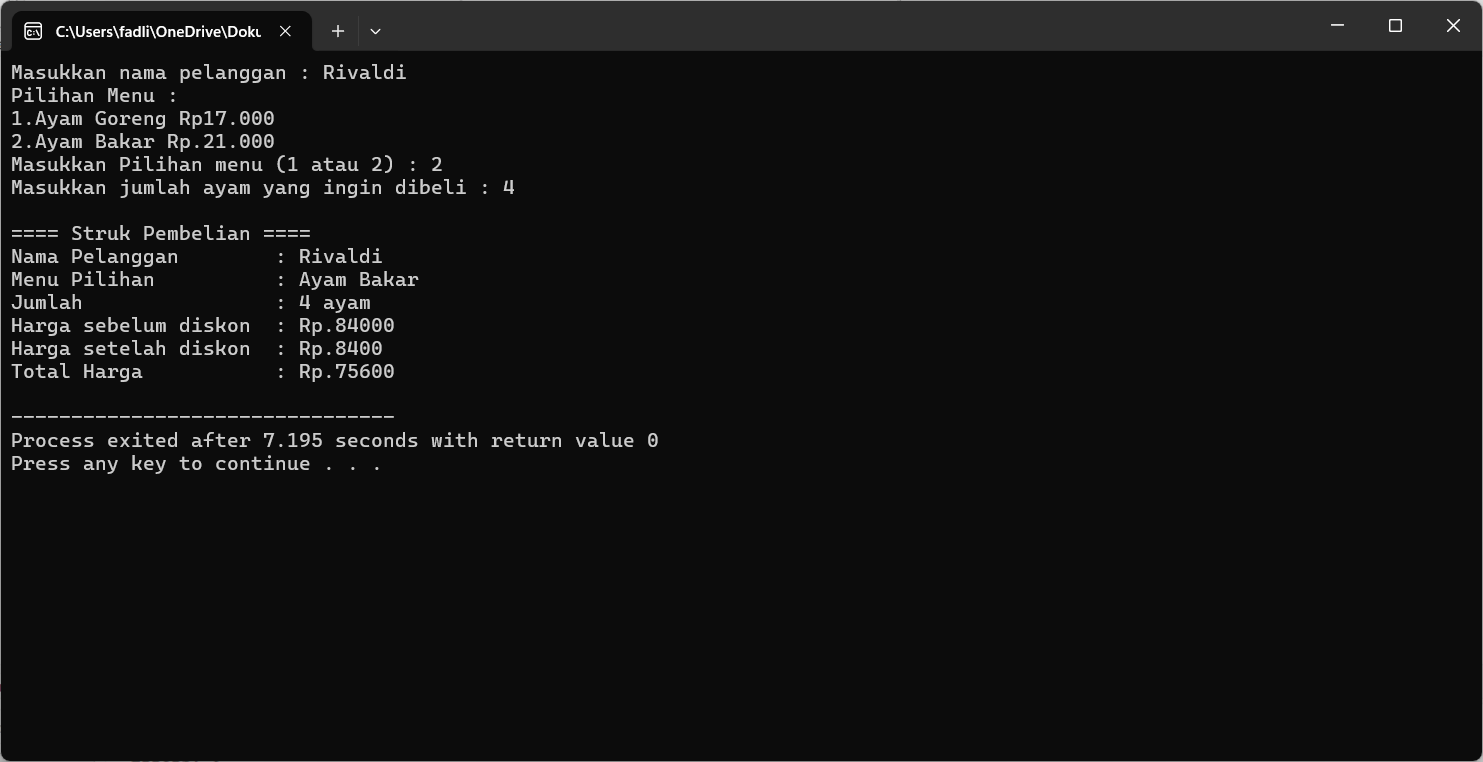 C:\Users\fadli\OneDrive\Doku
Masukkan nama pelanggan : Rivaldi
Pilihan Menu :
1.Ayam Goreng Rp17.000
2.Ayam Bakar Rp.21.000
Masukkan Pilihan menu (1 atau 2) : 2
Masukkan jumlah ayam yang ingin dibeli : 4
==== Struk Pembelian ====
Nama Pelanggan        : Rivaldi
Menu Pilihan          : Ayam Bakar
Jumlah                : 4 ayam
Harga sebelum diskon  : Rp.84000
Harga setelah diskon  : Rp.8400
Total Harga           : Rp.75600
--------------------------------
Process exited after 7.195 seconds with return value 0
Press any key to continue . . .